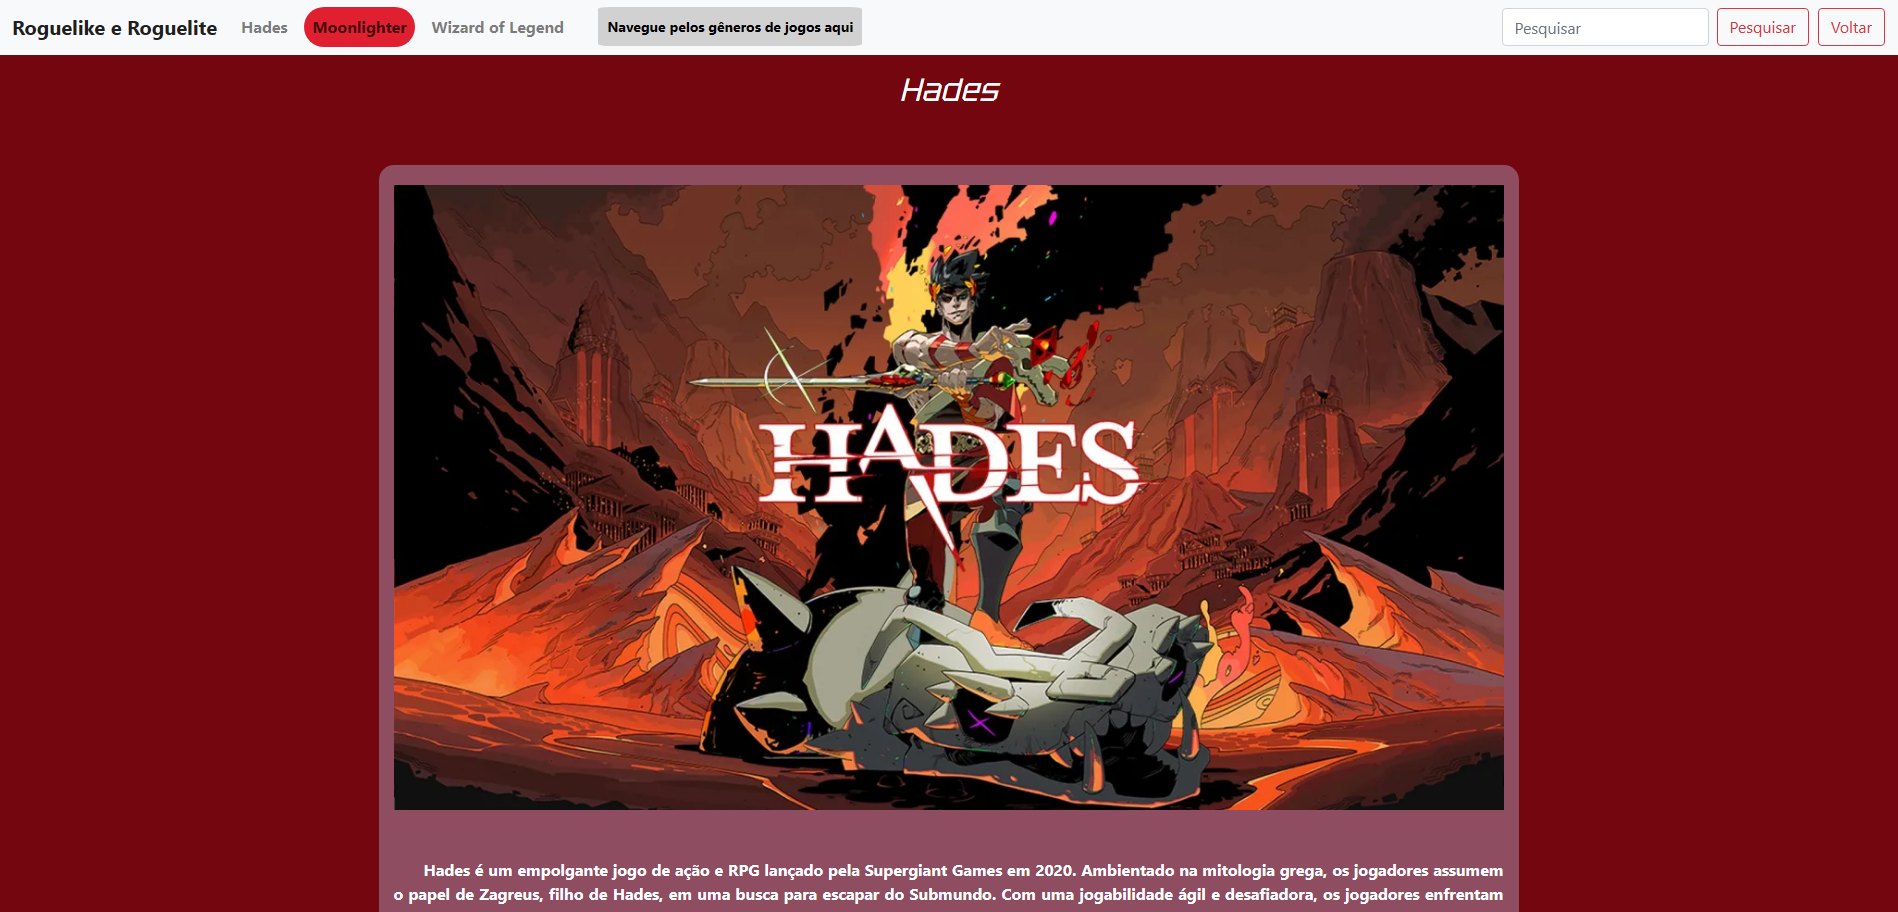 Roguelike e Roguelite Hades Moonlighter Wizard of Legend Navegue pelos gêneros de jogos aqui Pesquisar Pesquisar Voltar
Hades
HADES
Hades é um empolgante jogo de ação e RPG lançado pela Supergiant Games em 2020. Ambientado na mitologia grega, os jogadores assumem
o papel de Zagreus, filho de Hades, em uma busca para escapar do Submundo. Com uma jogabilidade ágil e desafiadora, os jogadores enfrentam